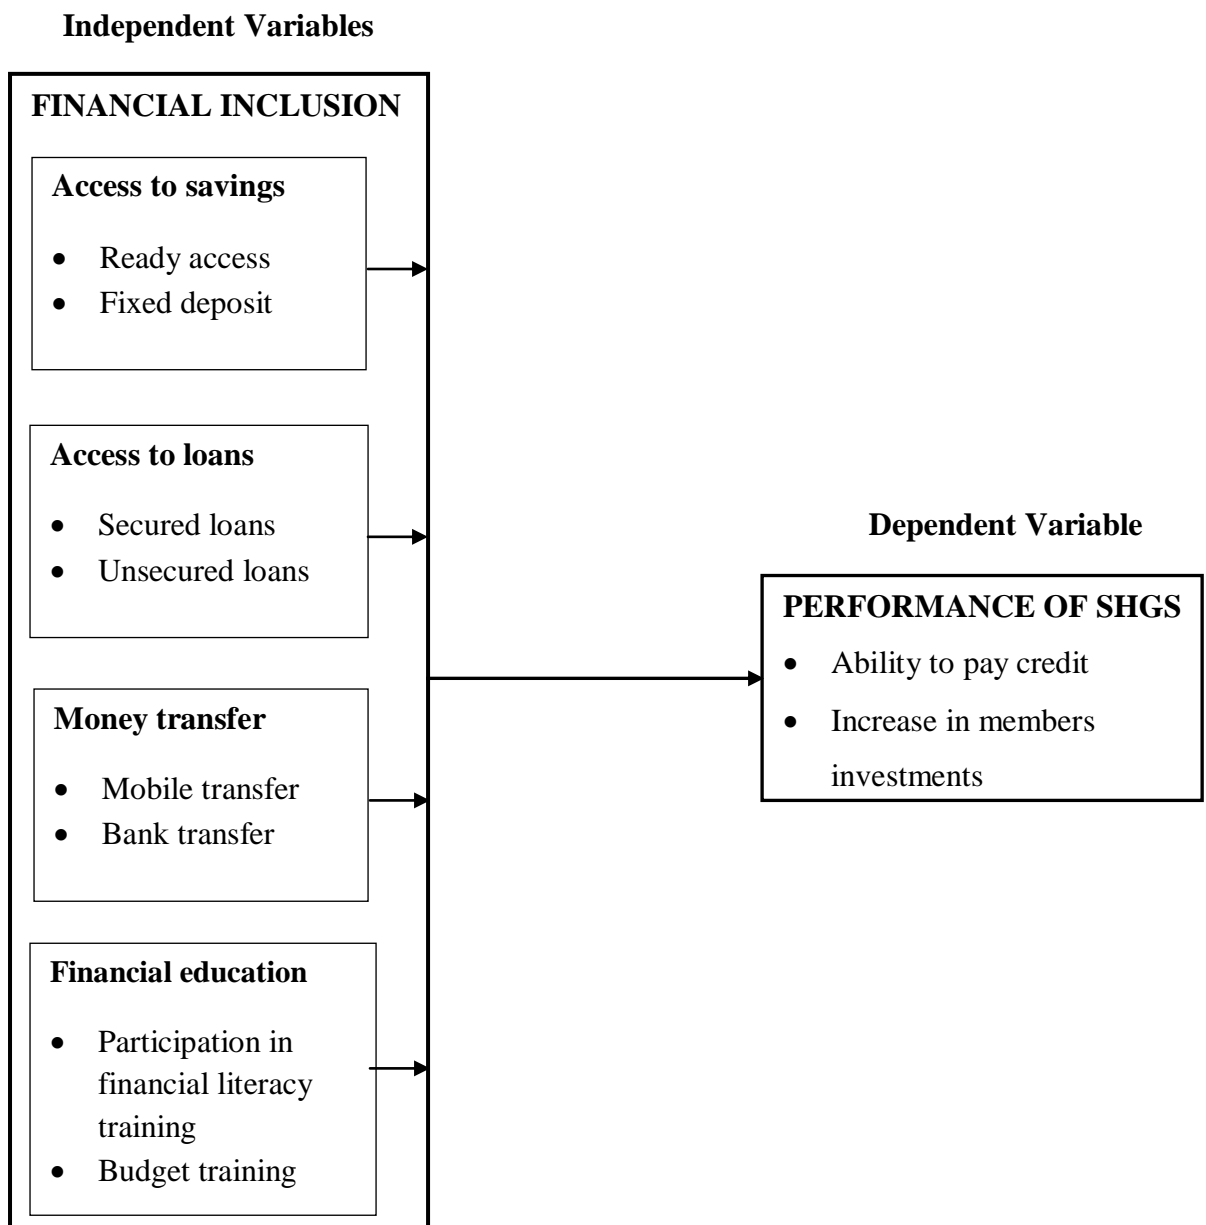 Independent Variables
FINANCIAL INCLUSION
Access to savings
• Ready access
• Fixed deposit
Access to loans
• Secured loans
• Unsecured loans
Money transfer
• Mobile transfer
• Bank transfer
Financial education
• Participation in
financial literacy
training
• Budget training
Dependent Variable
PERFORMANCE OF SHGS
• Ability to pay credit
• Increase in members
investments